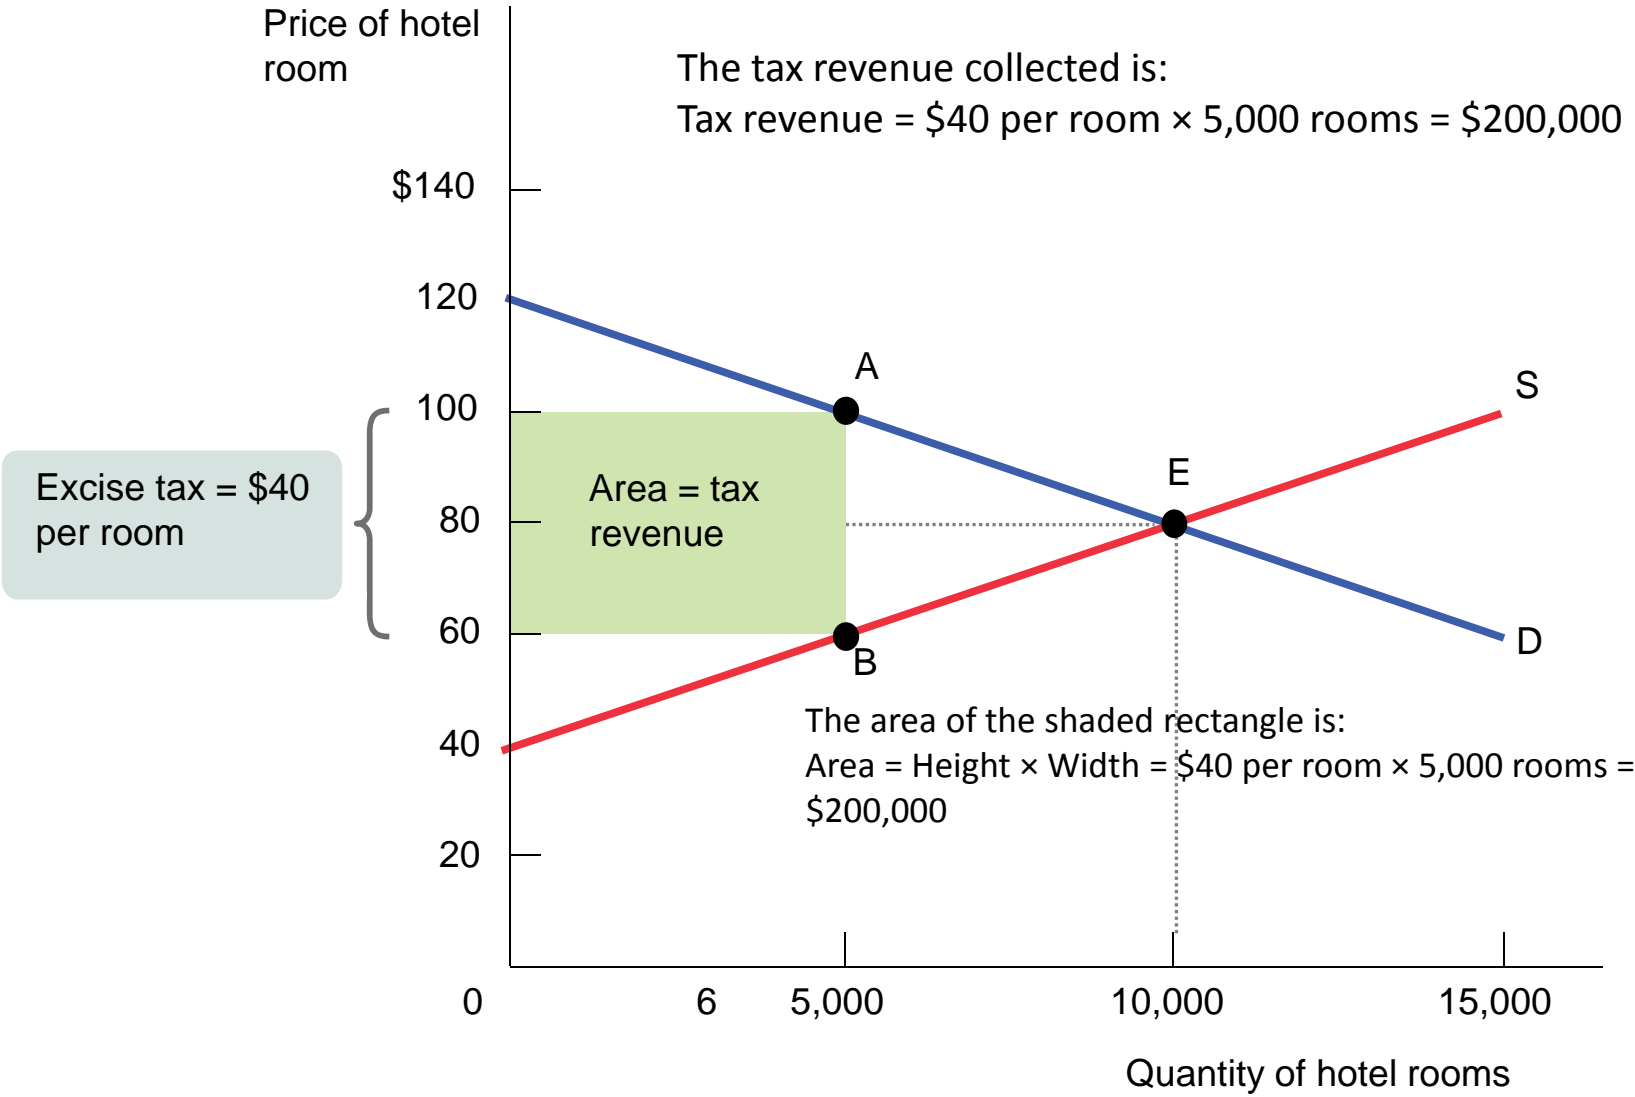 Price of hotel
room
The tax revenue collected is:
Tax revenue = $40 per room × 5,000 rooms = $200,000
$140
120
A
S
100
E
Excise tax = $40
per room
Area = tax
revenue
80
60
B
D
The area of the shaded rectangle is:
Area = Height × Width = $40 per room × 5,000 rooms =
$200,000
40
20
0
6
5,000
10,000
15,000
Quantity of hotel rooms